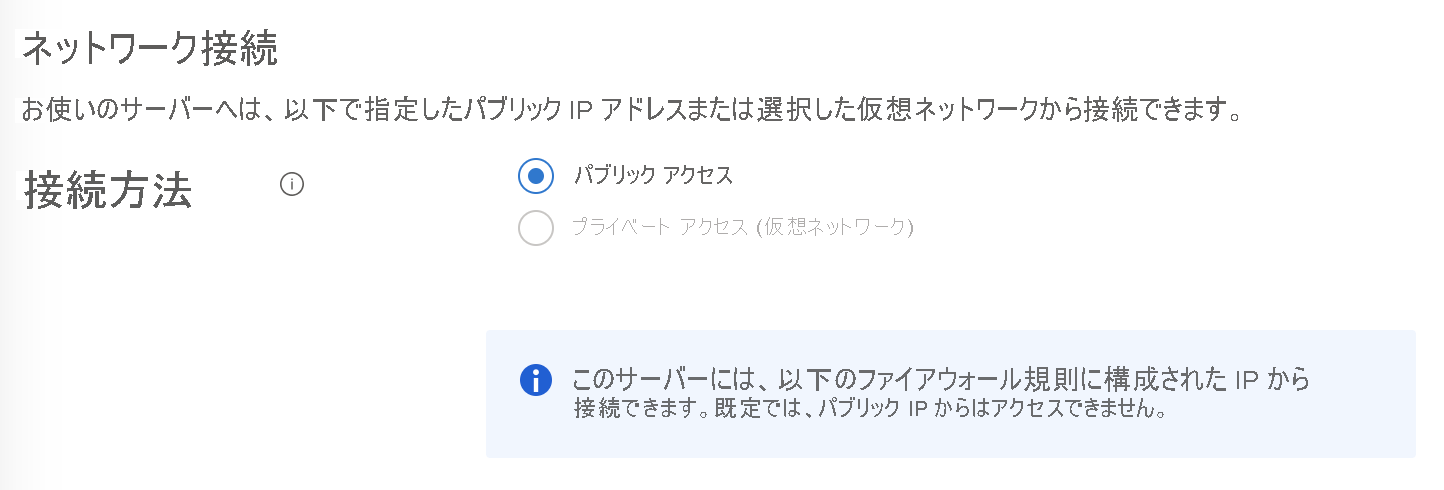 ネットワーク接続
お使いのサーバーへは、以下で指定したパブリック IP アドレスまたは選択した仮想ネットワークから接続できます。
接続方法
パブリック アクセス
プライベート アクセス (仮想ネットワーク)
このサーバーには、以下のファイアウォール規則に構成された IP から
接続できます。既定では、パブリック IP からはアクセスできません。